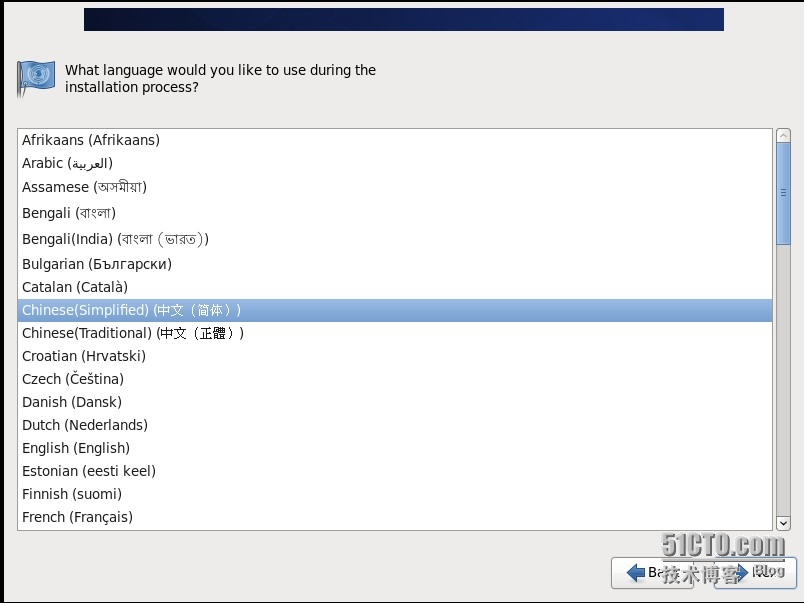 What language would you like to use during the
installation process?
Afrikaans (Afrikaans)
Arabic (العربية)
Assamese (অসমীয়া)
Bengali (বাংলা)
Bengali(India) (বাংলা (ভারত))
Bulgarian (Български)
Catalan (Català)
Chinese(Simplified) (中文（简体）)
Chinese(Traditional) (中文（正體）)
Croatian (Hrvatski)
Czech (Čeština)
Danish (Dansk)
Dutch (Nederlands)
English (English)
Estonian (eesti keel)
Finnish (suomi)
French (Français)
51CTO.com
技术博客 Blog